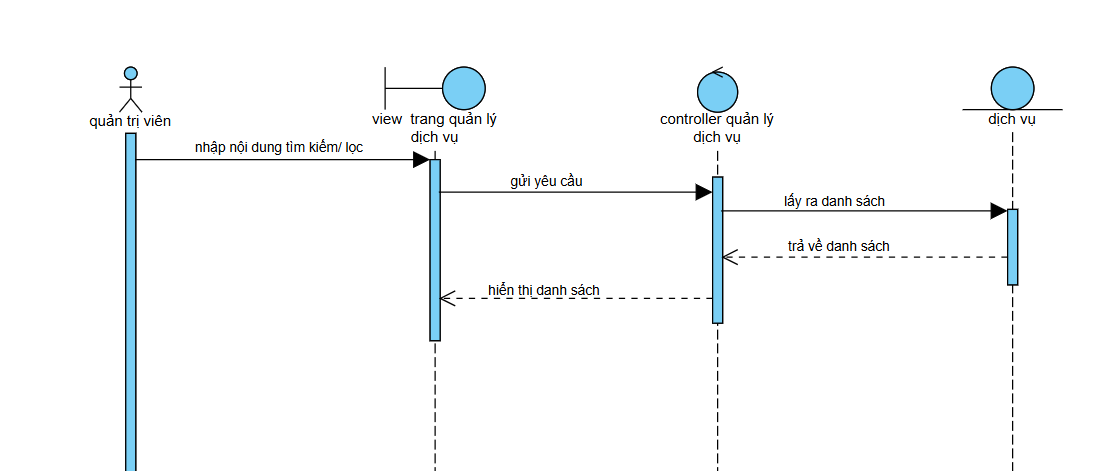 quản trị viên
view  trang quản lý
dịch vụ
controller quản lý
dịch vụ
dịch vụ
nhập nội dung tìm kiếm/ lọc
gửi yêu cầu
lấy ra danh sách
trả về danh sách
hiển thị danh sách